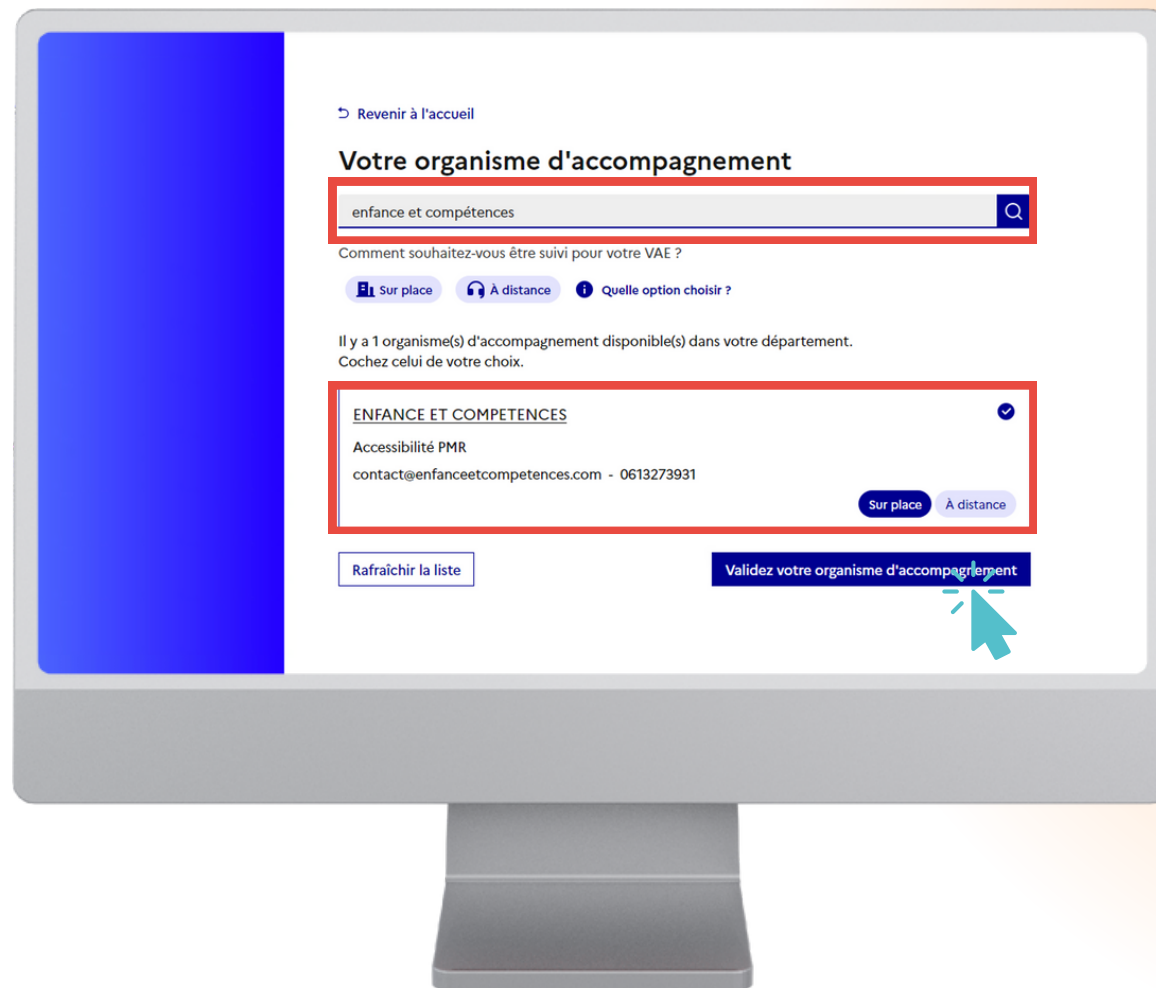 Revenir à l'accueil
Votre organisme d'accompagnement
enfance et compétences
Comment souhaitez-vous être suivi pour votre VAE ?
Sur place À distance Quelle option choisir ?
Il y a 1 organisme(s) d'accompagnement disponible(s) dans votre département.
Cochez celui de votre choix.
ENFANCE ET COMPETENCES
Accessibilité PMR
contact@enfanceetcompetences.com - 0613273931
Sur place À distance
Rafraîchir la liste Validez votre organisme d'accompagnement